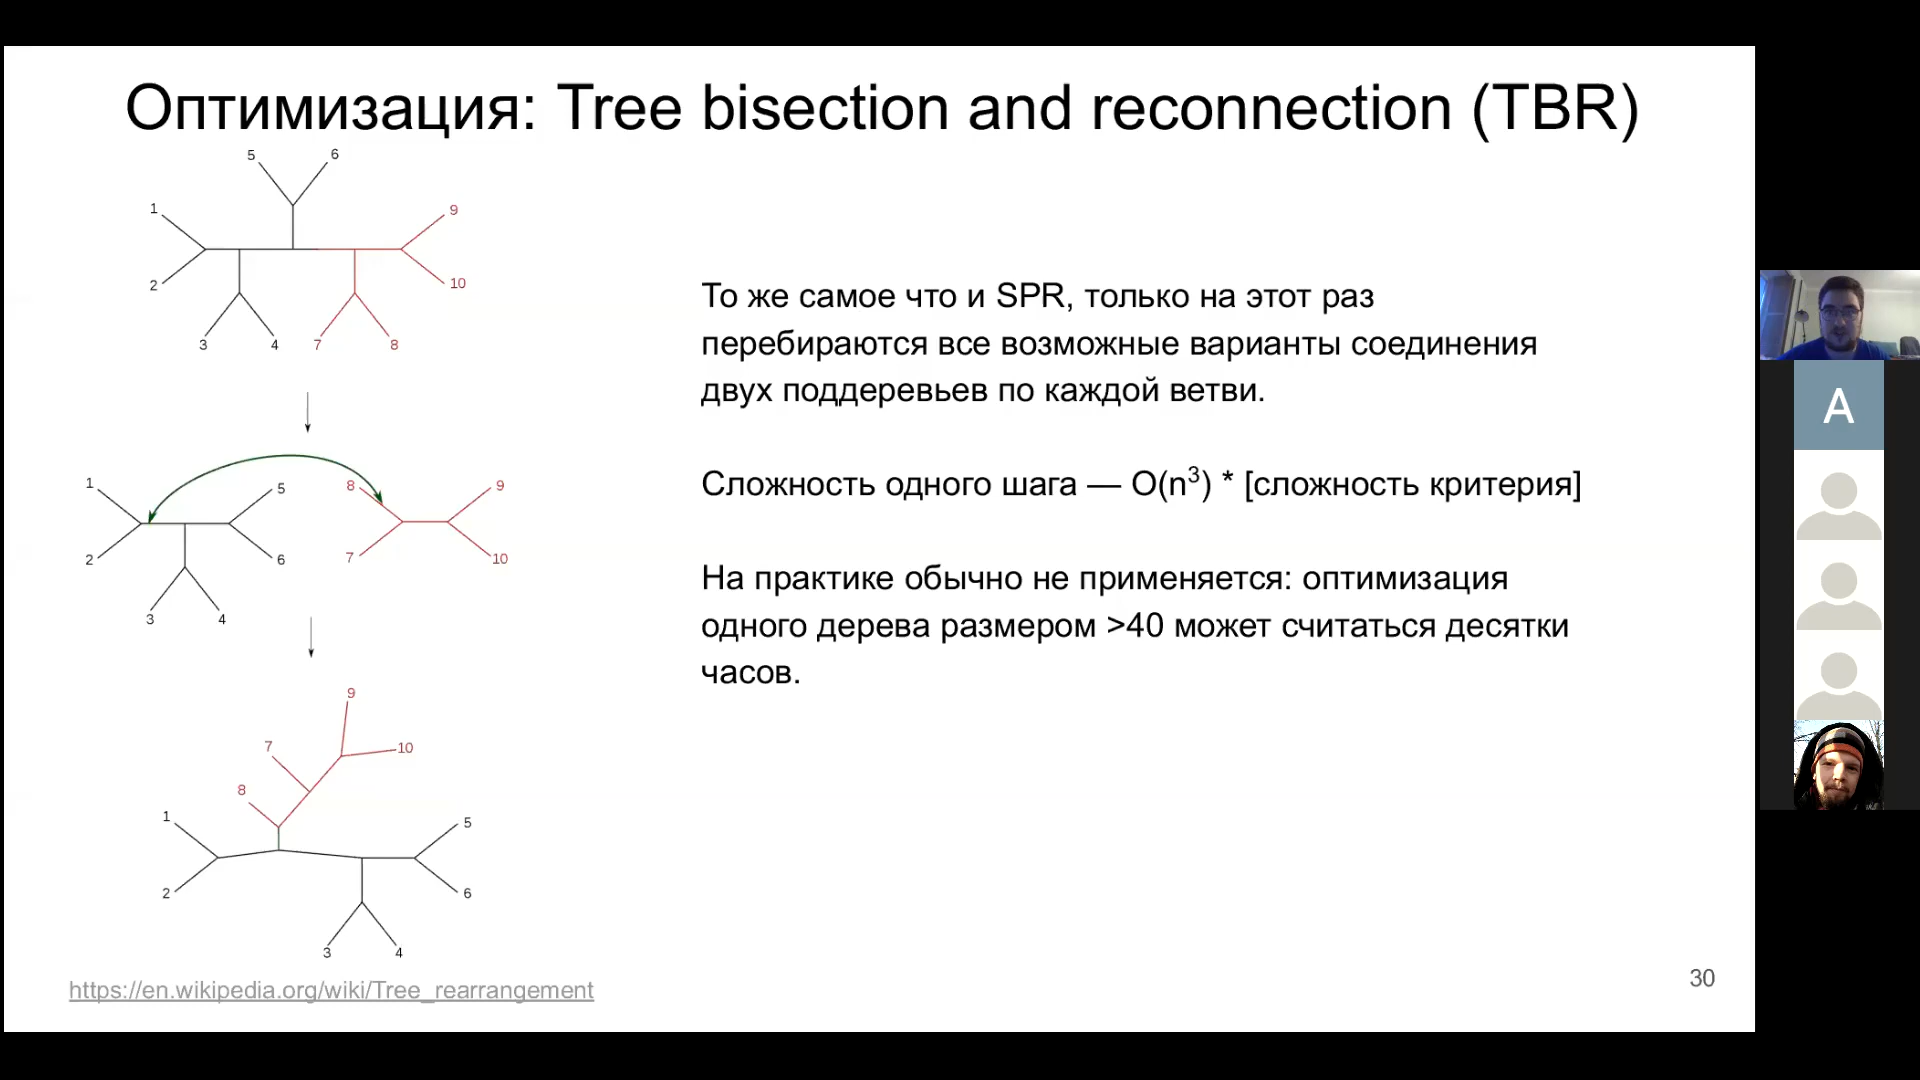 Оптимизация: Tree bisection and reconnection (TBR)
5 6
1 9
2 10
3 4 7 8
То же самое что и SPR, только на этот раз
перебираются все возможные варианты соединения
двух поддеревьев по каждой ветви.
Сложность одного шага — O(n³) * [сложность критерия]
На практике обычно не применяется: оптимизация
одного дерева размером >40 может считаться десятки
часов.
1 5 8 9
2 6 7 10
3 4
9
7 10
8
1 5
2 6
3 4
https://en.wikipedia.org/wiki/Tree_rearrangement
30
A